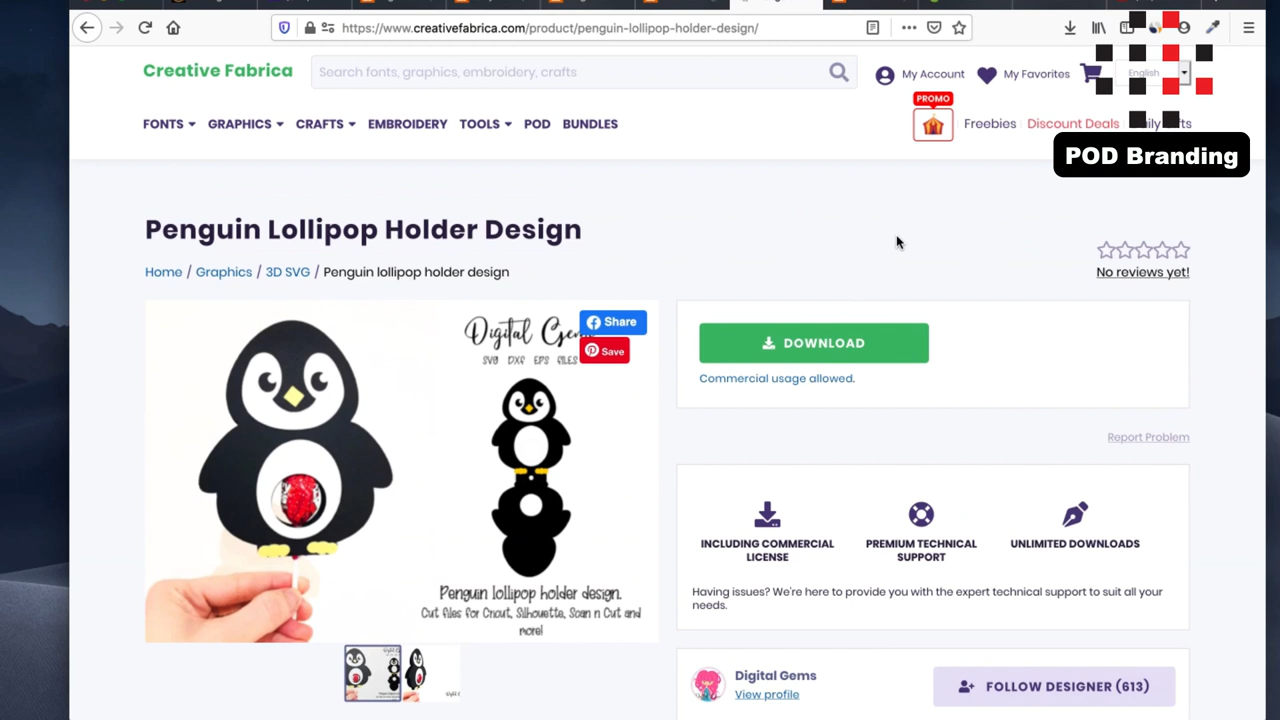 https://www.creativefabrica.com/product/penguin-lollipop-holder-design/
Creative Fabrica
Search fonts, graphics, embroidery, crafts
My Account
My Favorites
English
FONTS
GRAPHICS
CRAFTS
EMBROIDERY
TOOLS
POD
BUNDLES
PROMO
Freebies
Discount Deals
POD Branding
Penguin Lollipop Holder Design
No reviews yet!
Home / Graphics / 3D SVG / Penguin lollipop holder design
Digital
SVG DXF EPS FILES
Share
Save
Penguin lollipop holder design.
Cut files for Cricut, Silhouette, Scan n Cut and
more!
DOWNLOAD
Commercial usage allowed.
Report Problem
INCLUDING COMMERCIAL
LICENSE
PREMIUM TECHNICAL
SUPPORT
UNLIMITED DOWNLOADS
Having issues? We're here to provide you with the expert technical support to suit all your
needs.
Digital Gems
View profile
FOLLOW DESIGNER (613)